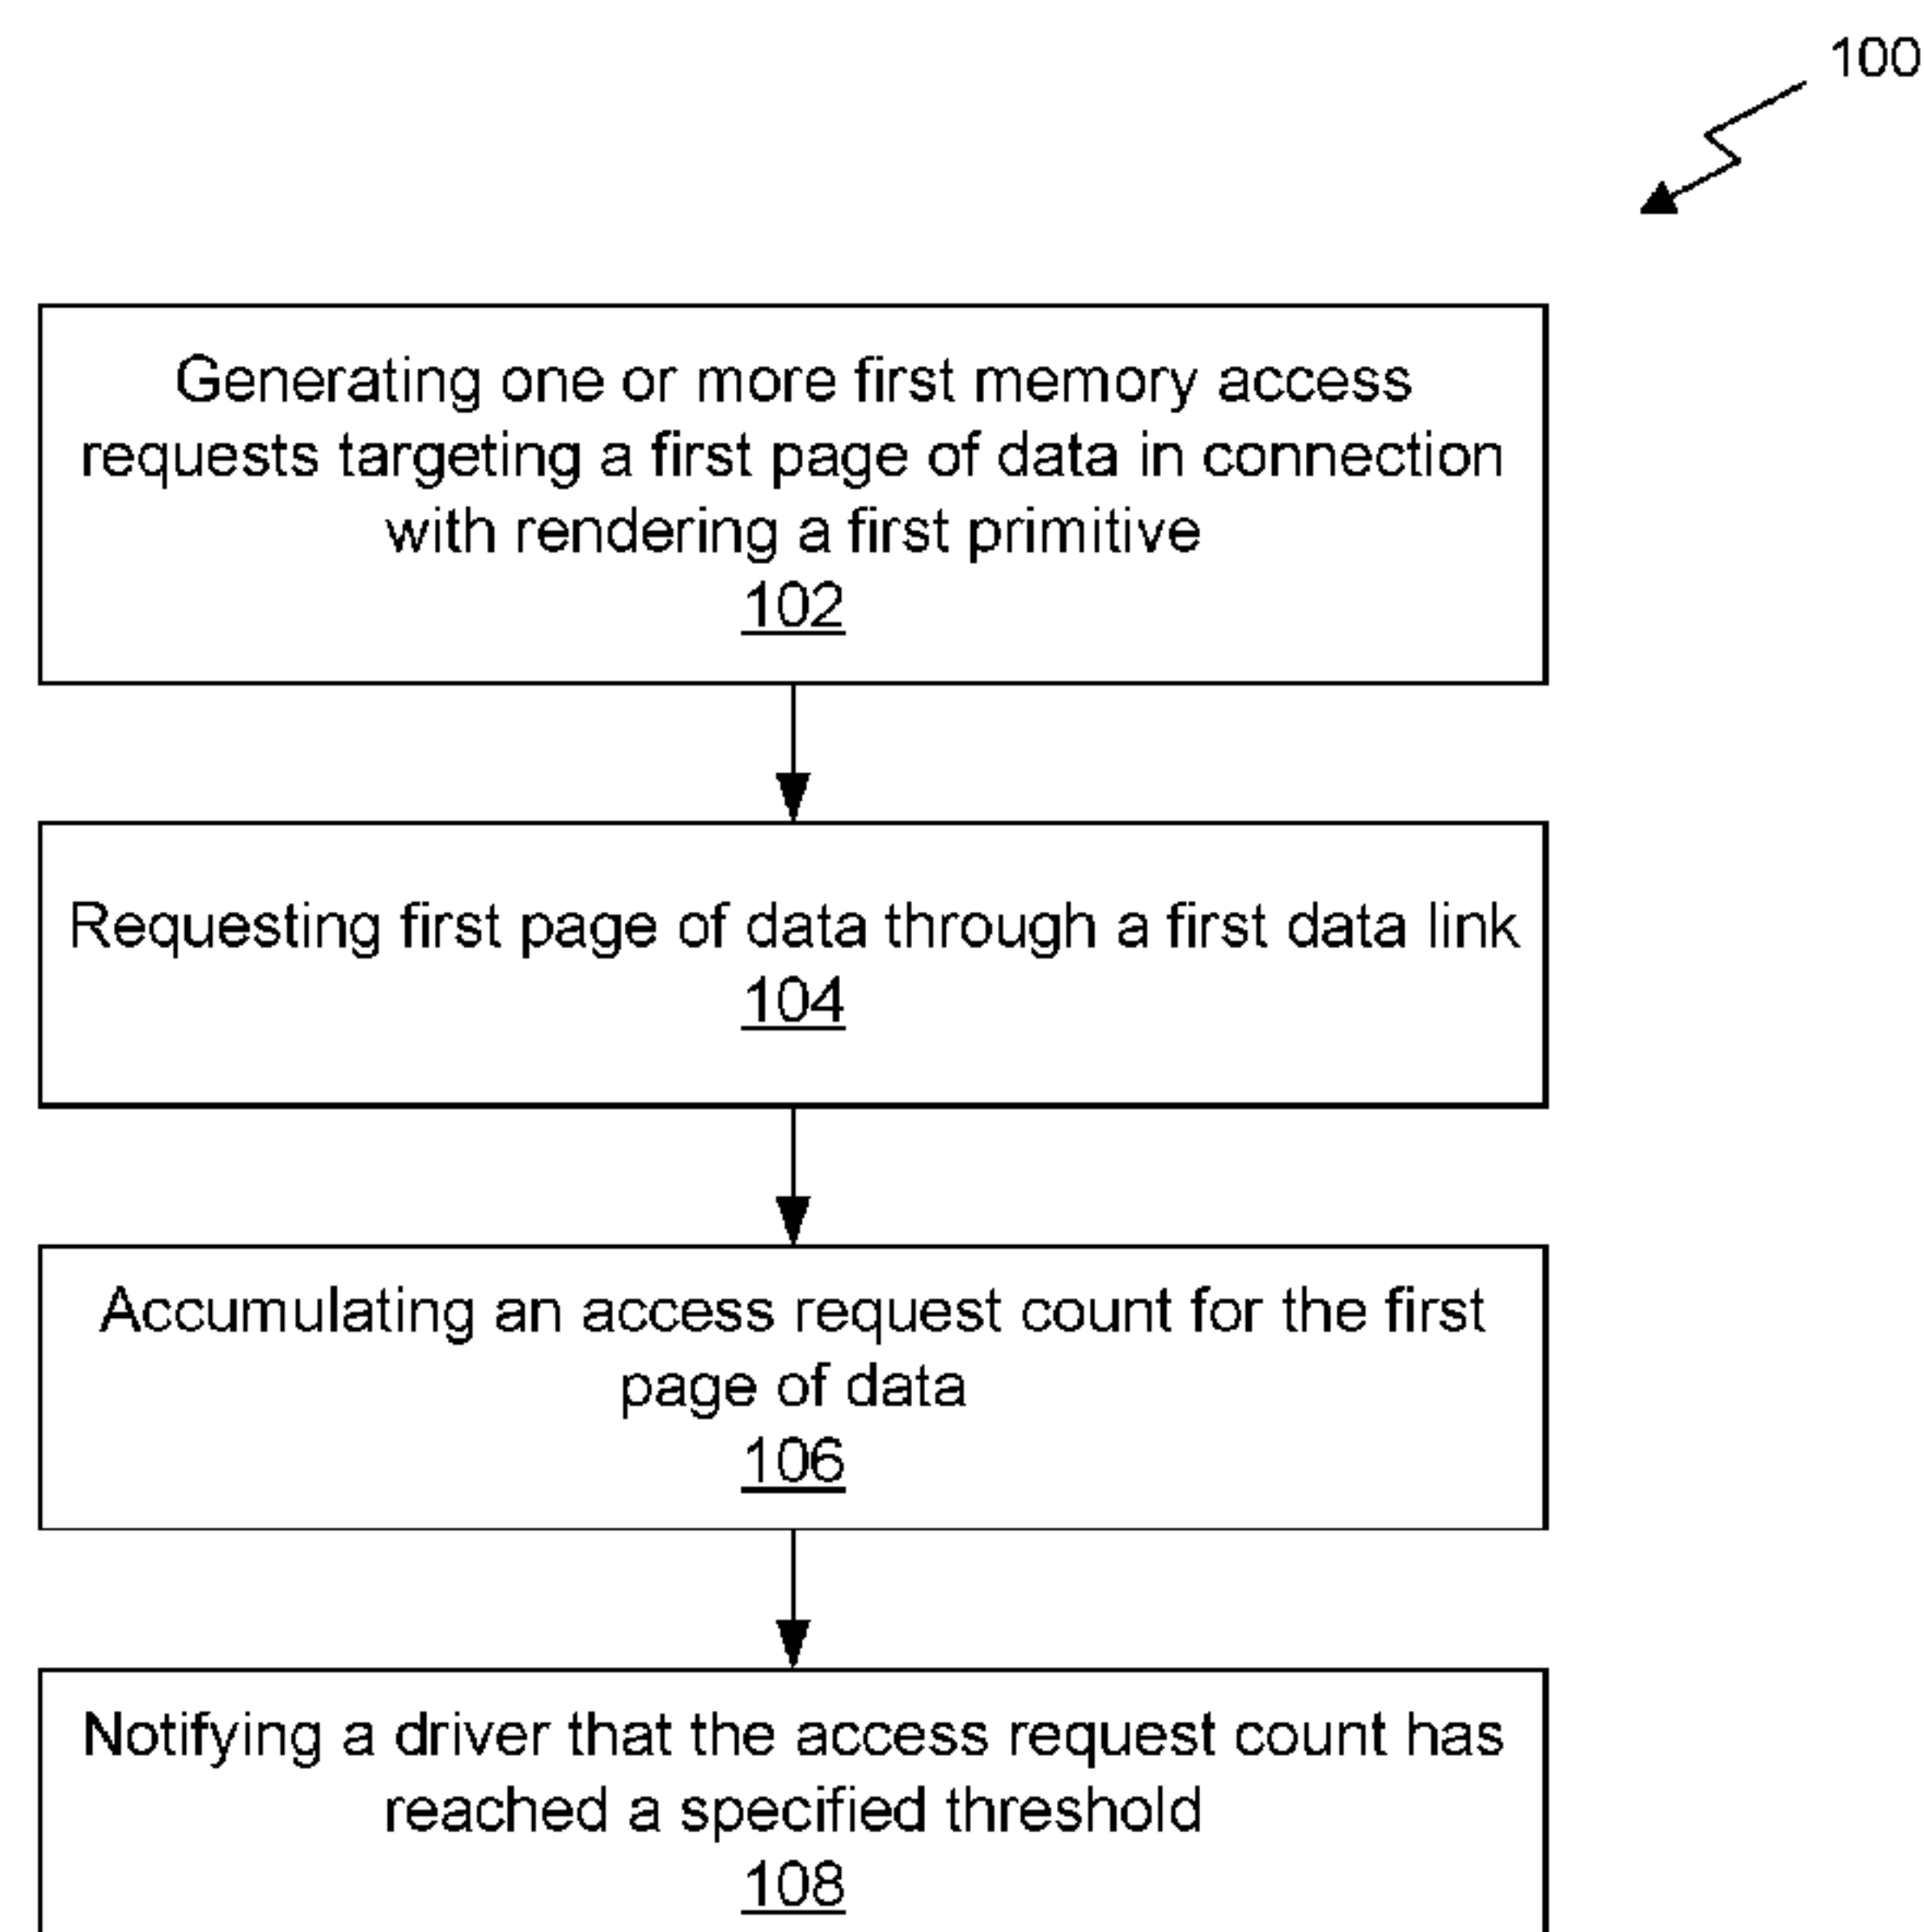 100
Generating one or more first memory access
requests targeting a first page of data in connection
with rendering a first primitive
102
Requesting first page of data through a first data link
104
Accumulating an access request count for the first
page of data
106
Notifying a driver that the access request count has
reached a specified threshold
108